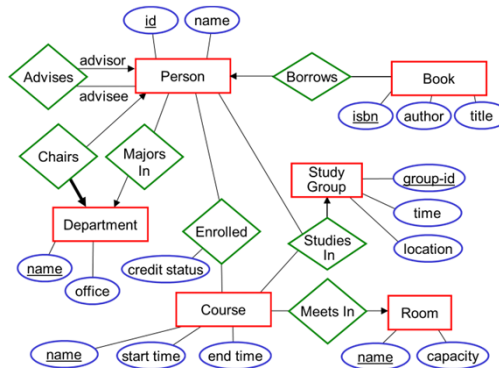 id
name
advisor
Advises
Person
Borrows
Book
advisee
isbn
author
title
Chairs
Majors
In
Study
Group
group-id
time
Department
Enrolled
Studies
In
location
name
office
credit status
Course
Meets In
Room
name
start time
end time
name
capacity